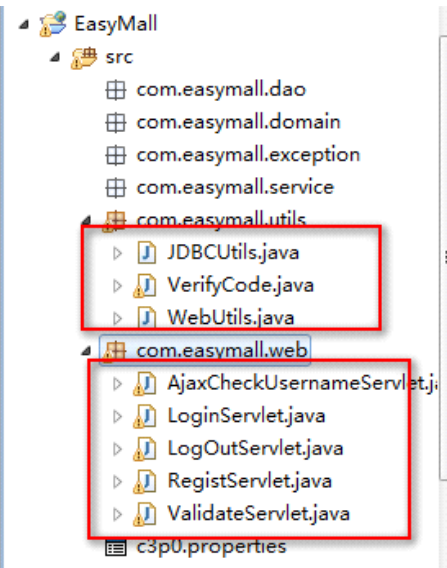 EasyMall
src
com.easymall.dao
com.easymall.domain
com.easymall.exception
com.easymall.service
com.easymall.utils
JDBCUtils.java
VerifyCode.java
WebUtils.java
com.easymall.web
AjaxCheckUsernameServlet.ja
LoginServlet.java
LogOutServlet.java
RegistServlet.java
ValidateServlet.java
c3p0.properties